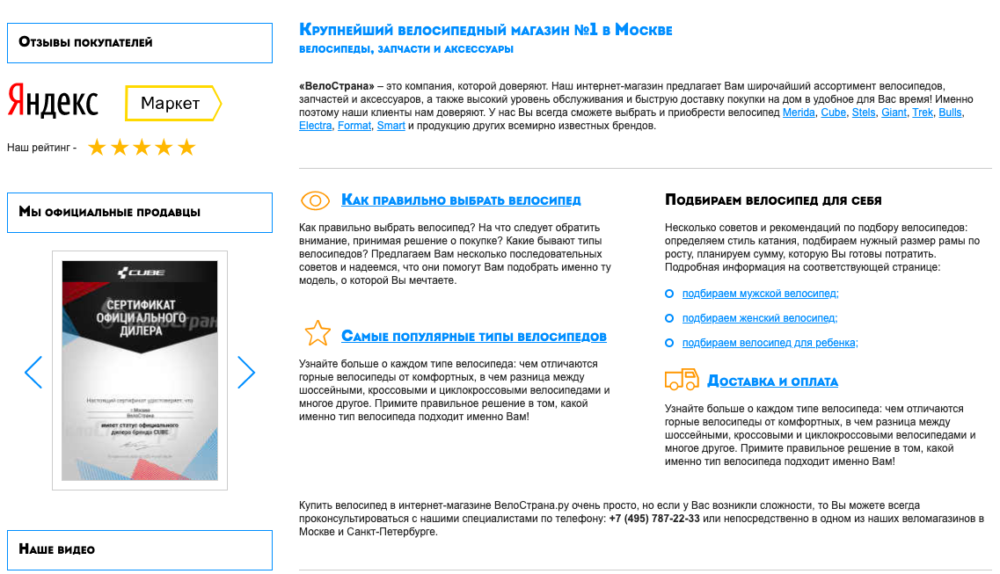 Отзывы покупателей
Яндекс
Маркет
Наш рейтинг -
Мы официальные продавцы
CUBE
СЕРТИФИКАТ
ОФИЦИАЛЬНОГО
ДИЛЕРА
Настоящий сертификат удостоверяет, что
г.Москва
ВелоСтрана
имеет статус официального
дилера бренда CUBE
Наше видео
Крупнейший велосипедный магазин №1 в Москве
велосипеды, запчасти и аксессуары
«ВелоСтрана» – это компания, которой доверяют. Наш интернет-магазин предлагает Вам широчайший ассортимент велосипедов,
запчастей и аксессуаров, а также высокий уровень обслуживания и быструю доставку покупки на дом в удобное для Вас время! Именно
поэтому наши клиенты нам доверяют. У нас Вы всегда сможете выбрать и приобрести велосипед Merida, Cube, Stels, Giant, Trek, Bulls,
Electra, Format, Smart и продукцию других всемирно известных брендов.
Как правильно выбрать велосипед
Как правильно выбрать велосипед? На что следует обратить
внимание, принимая решение о покупке? Какие бывают типы
велосипедов? Предлагаем Вам несколько последовательных
советов и надеемся, что они помогут Вам подобрать именно ту
модель, о которой Вы мечтаете.
Самые популярные типы велосипедов
Узнайте больше о каждом типе велосипеда: чем отличаются
горные велосипеды от комфортных, в чем разница между
шоссейными, кроссовыми и циклокроссовыми велосипедами и
многое другое. Примите правильное решение в том, какой
именно тип велосипеда подходит именно Вам!
Подбираем велосипед для себя
Несколько советов и рекомендаций по подбору велосипедов:
определяем стиль катания, подбираем нужный размер рамы по
росту, планируем сумму, которую Вы готовы потратить.
Подробная информация на соответствующей странице:
подбираем мужской велосипед;
подбираем женский велосипед;
подбираем велосипед для ребенка;
Доставка и оплата
Узнайте больше о каждом типе велосипеда: чем отличаются
горные велосипеды от комфортных, в чем разница между
шоссейными, кроссовыми и циклокроссовыми велосипедами и
многое другое. Примите правильное решение в том, какой
именно тип велосипеда подходит именно Вам!
Купить велосипед в интернет-магазине ВелоСтрана.ру очень просто, но если у Вас возникли сложности, то Вы можете всегда
проконсультироваться с нашими специалистами по телефону: +7 (495) 787-22-33 или непосредственно в одном из наших веломагазинов в
Москве и Санкт-Петербурге.